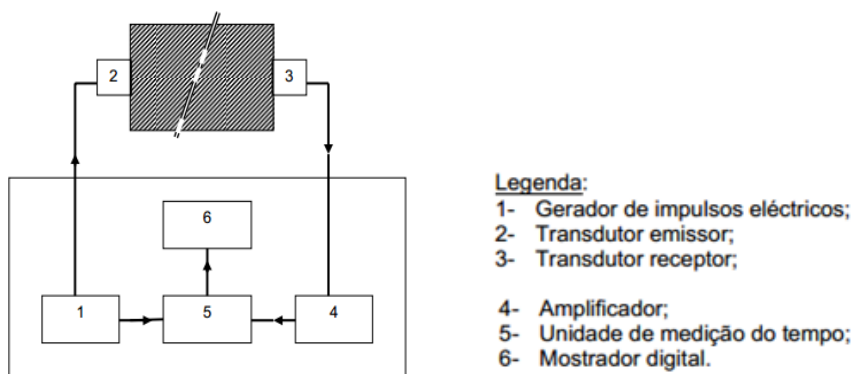 2
3
6
1
5
4
Legenda:
1- Gerador de impulsos eléctricos;
2- Transdutor emissor;
3- Transdutor receptor;
4- Amplificador;
5- Unidade de medição do tempo;
6- Mostrador digital.